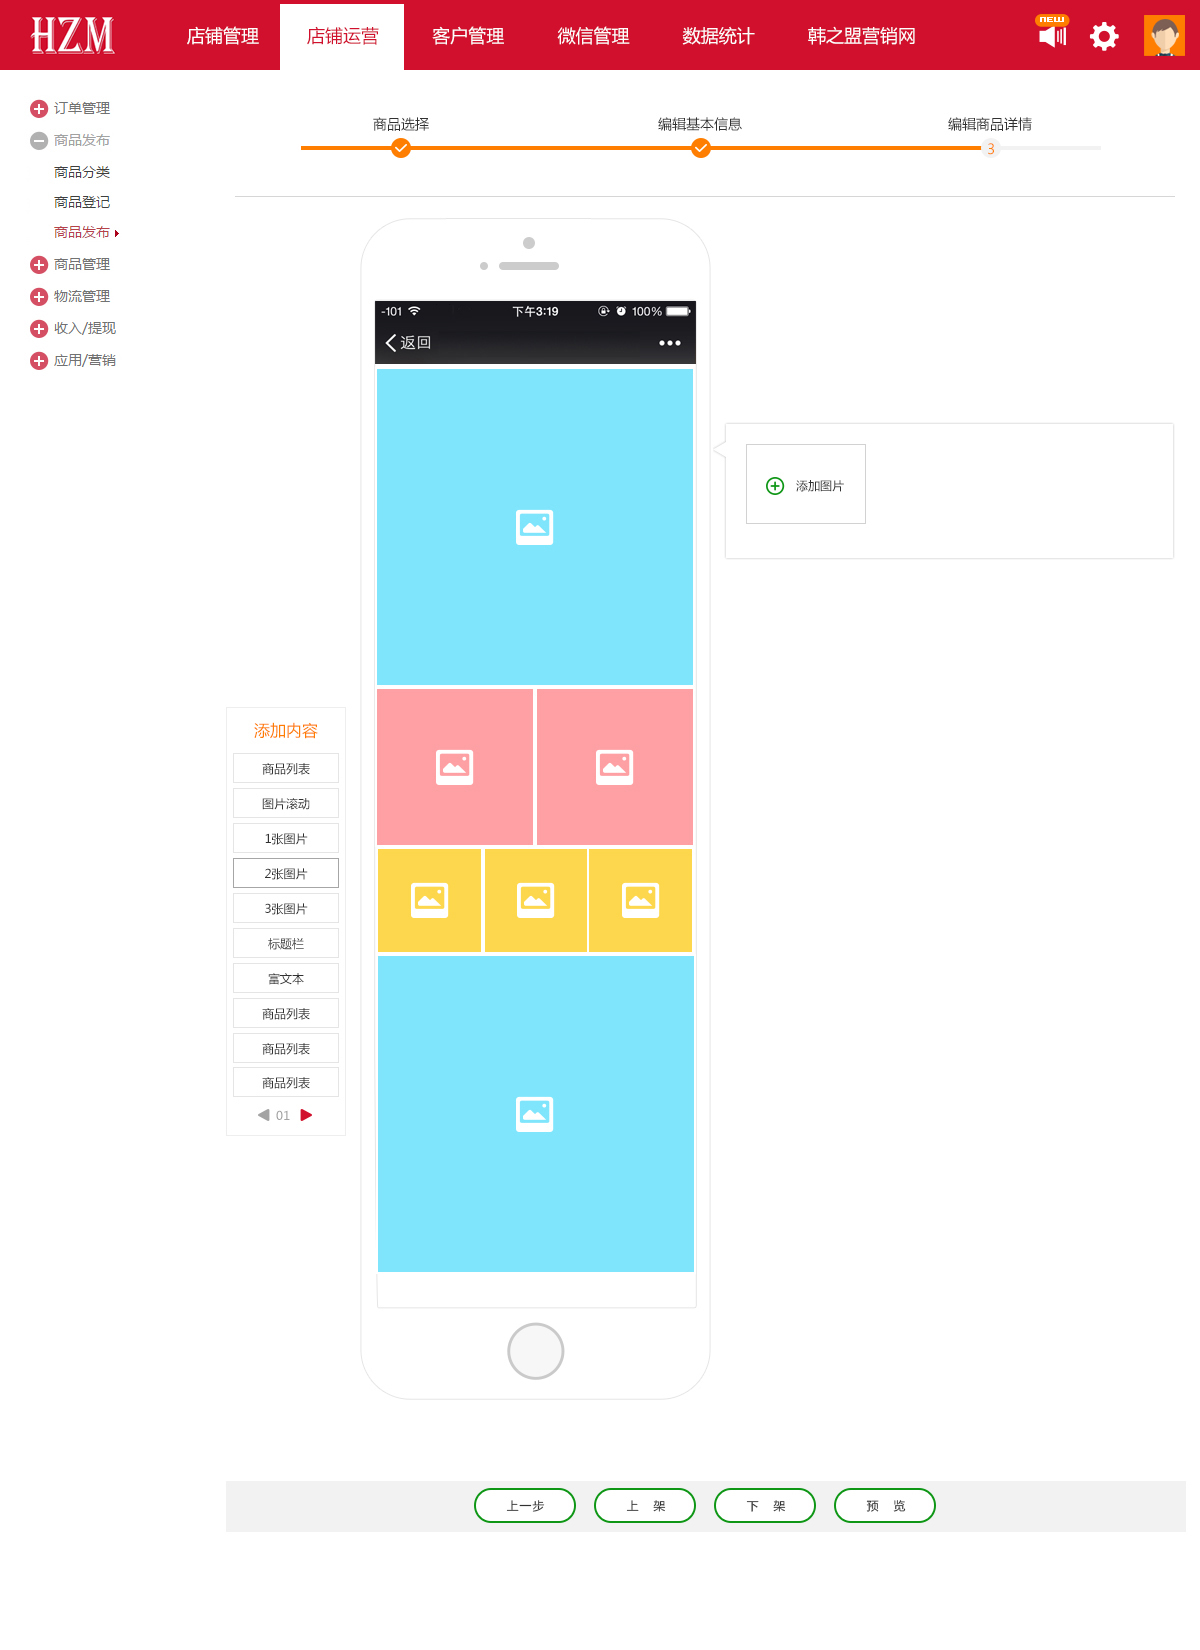 HZM 店铺管理 店铺运营 客户管理 微信管理 数据统计 韩之盟营销网 NEW
订单管理
商品发布
商品分类
商品登记
商品发布
商品管理
物流管理
收入/提现
应用/营销
商品选择 编辑基本信息 编辑商品详情
3
-101 下午3:19 100%
返回
添加图片
添加内容
商品列表
图片滚动
1张图片
2张图片
3张图片
标题栏
富文本
商品列表
商品列表
商品列表
01
上一步 上 架 下 架 预 览